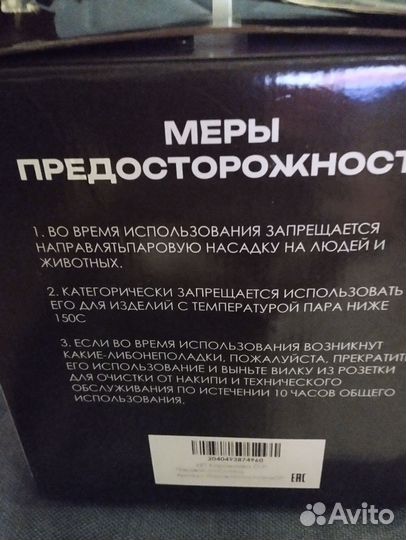 МЕРЫ
ПРЕДОСТОРОЖНОСТ
1. ВО ВРЕМЯ ИСПОЛЬЗОВАНИЯ ЗАПРЕЩАЕТСЯ
НАПРАВЛЯТЬПАРОВУЮ НАСАДКУ НА ЛЮДЕЙ И
ЖИВОТНЫХ.
2. КАТЕГОРИЧЕСКИ ЗАПРЕЩАЕТСЯ ИСПОЛЬЗОВАТЬ
ЕГО ДЛЯ ИЗДЕЛИЙ С ТЕМПЕРАТУРОЙ ПАРА НИЖЕ
150С
3. ЕСЛИ ВО ВРЕМЯ ИСПОЛЬЗОВАНИЯ ВОЗНИКНУТ
КАКИЕ-ЛИБОНЕПОЛАДКИ, ПОЖАЛУЙСТА, ПРЕКРАТИТЕ
ЕГО ИСПОЛЬЗОВАНИЕ И ВЫНЬТЕ ВИЛКУ ИЗ РОЗЕТКИ
ДЛЯ ОЧИСТКИ ОТ НАКИПИ И ТЕХНИЧЕСКОГО
ОБСЛУЖИВАНИЯ ПО ИСТЕЧЕНИИ 10 ЧАСОВ ОБЩЕГО
ИСПОЛЬЗОВАНИЯ.
2040493874960
EAC
Avito